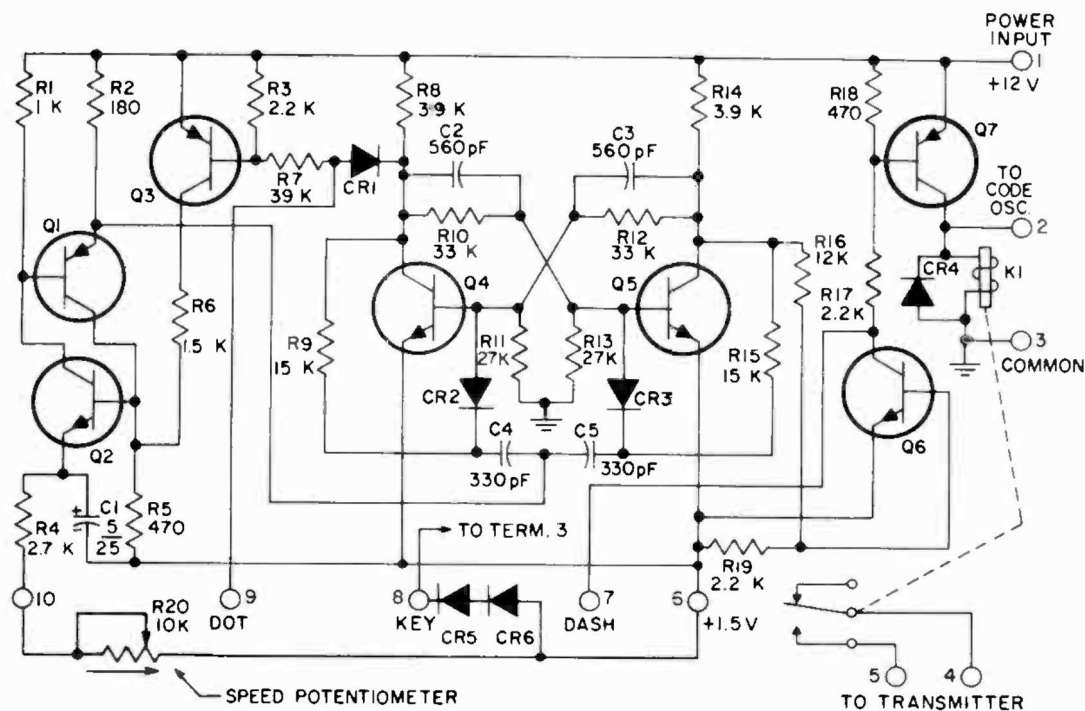 POWER
INPUT
1
+12 V
R1
1 K
R2
180
R3
2.2 K
R8
3.9 K
R14
3.9 K
R18
470
Q7
C2
560pF
C3
560pF
Q3
R7
39 K
CR1
TO
CODE
OSC.
2
Q1
R10
33 K
R12
33 K
R16
12K
CR4
K1
Q4
Q5
R6
1.5 K
R17
2.2K
R9
15 K
R11
27K
R13
27K
R15
15 K
3
COMMON
CR2
CR3
Q2
C4
330pF
C5
330pF
Q6
R4
2.7 K
+
-
C1
5
25
R5
470
TO TERM. 3
R19
2.2 K
10
R20
10K
9
DOT
8
KEY
CR5
CR6
7
DASH
6
+1.5V
SPEED POTENTIOMETER
5
4
TO TRANSMITTER